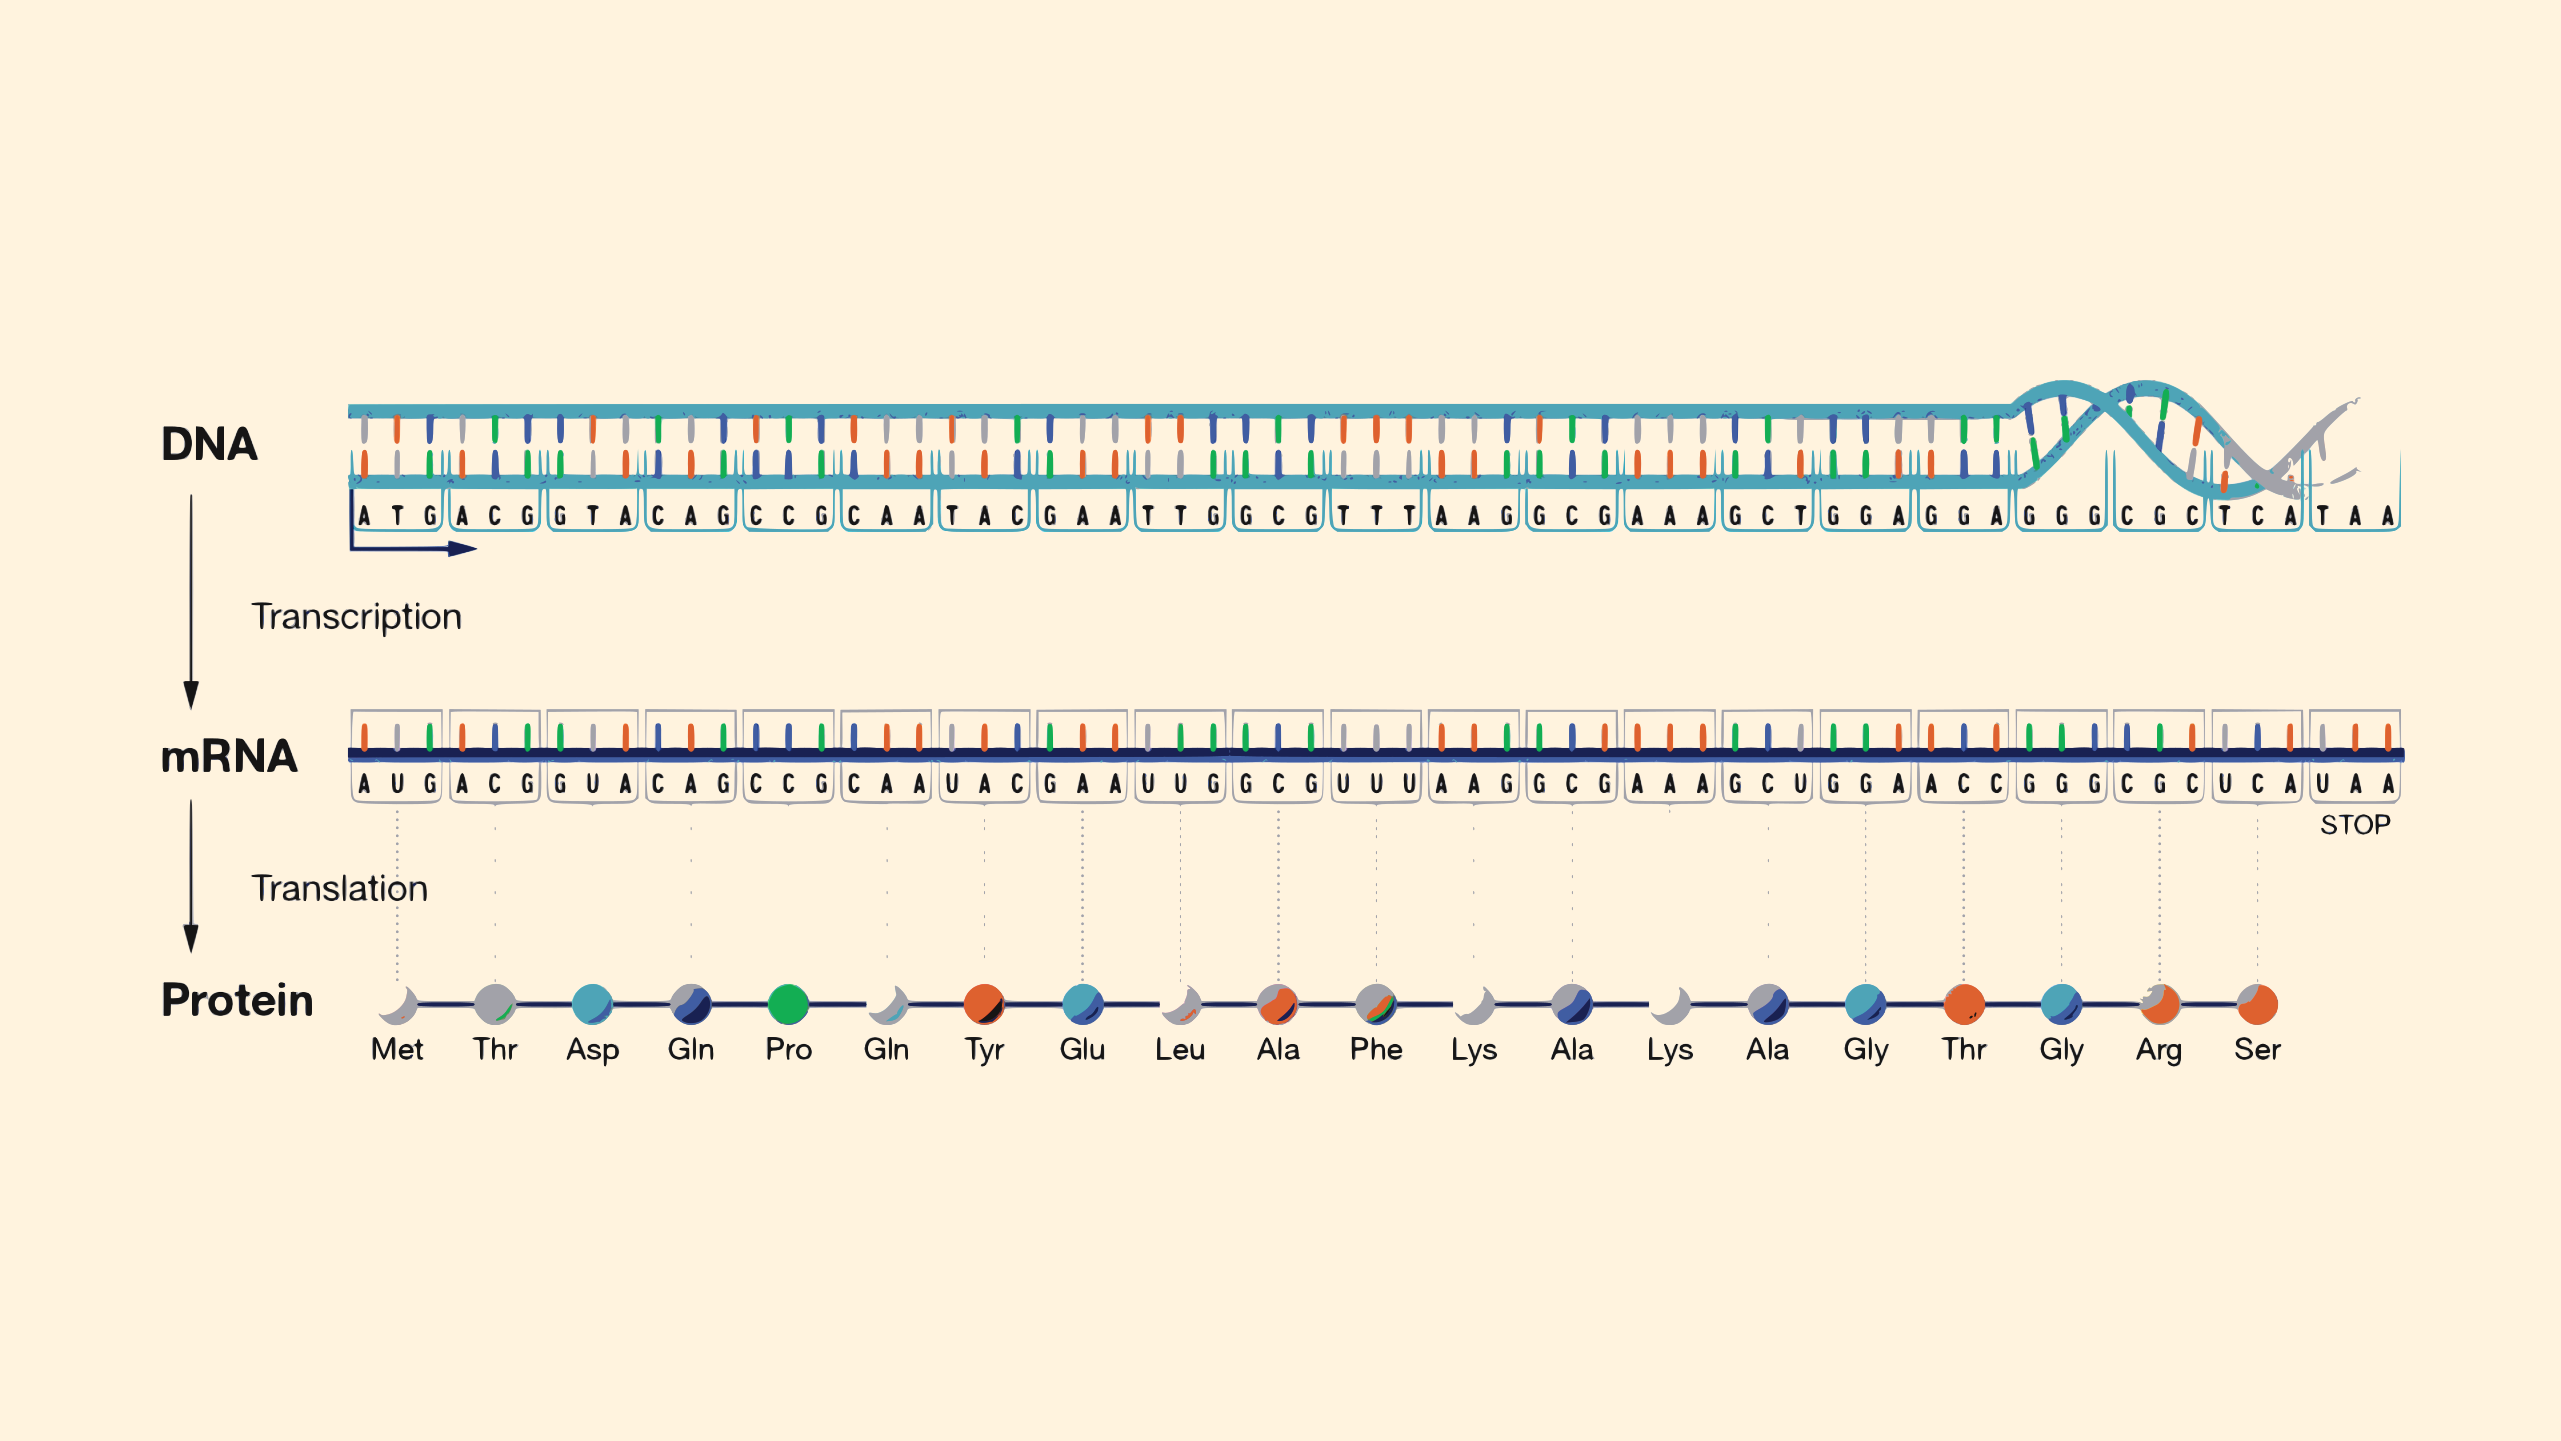 DNA
A T G A C G G T A C A G C C G C A A T A C G A A T T G G C G T T T A A G G C G A A A G C T G G A G G A G G G C G C T C A T A A
Transcription
mRNA
A U G A C G G U A C A G C C G C A A U A C G A A U U G G C G U U U A A G G C G A A A G C U G G A A C C G G G C G C U C A U A A
STOP
Translation
Protein
Met Thr Asp Gln Pro Gln Tyr Glu Leu Ala Phe Lys Ala Lys Ala Gly Thr Gly Arg Ser